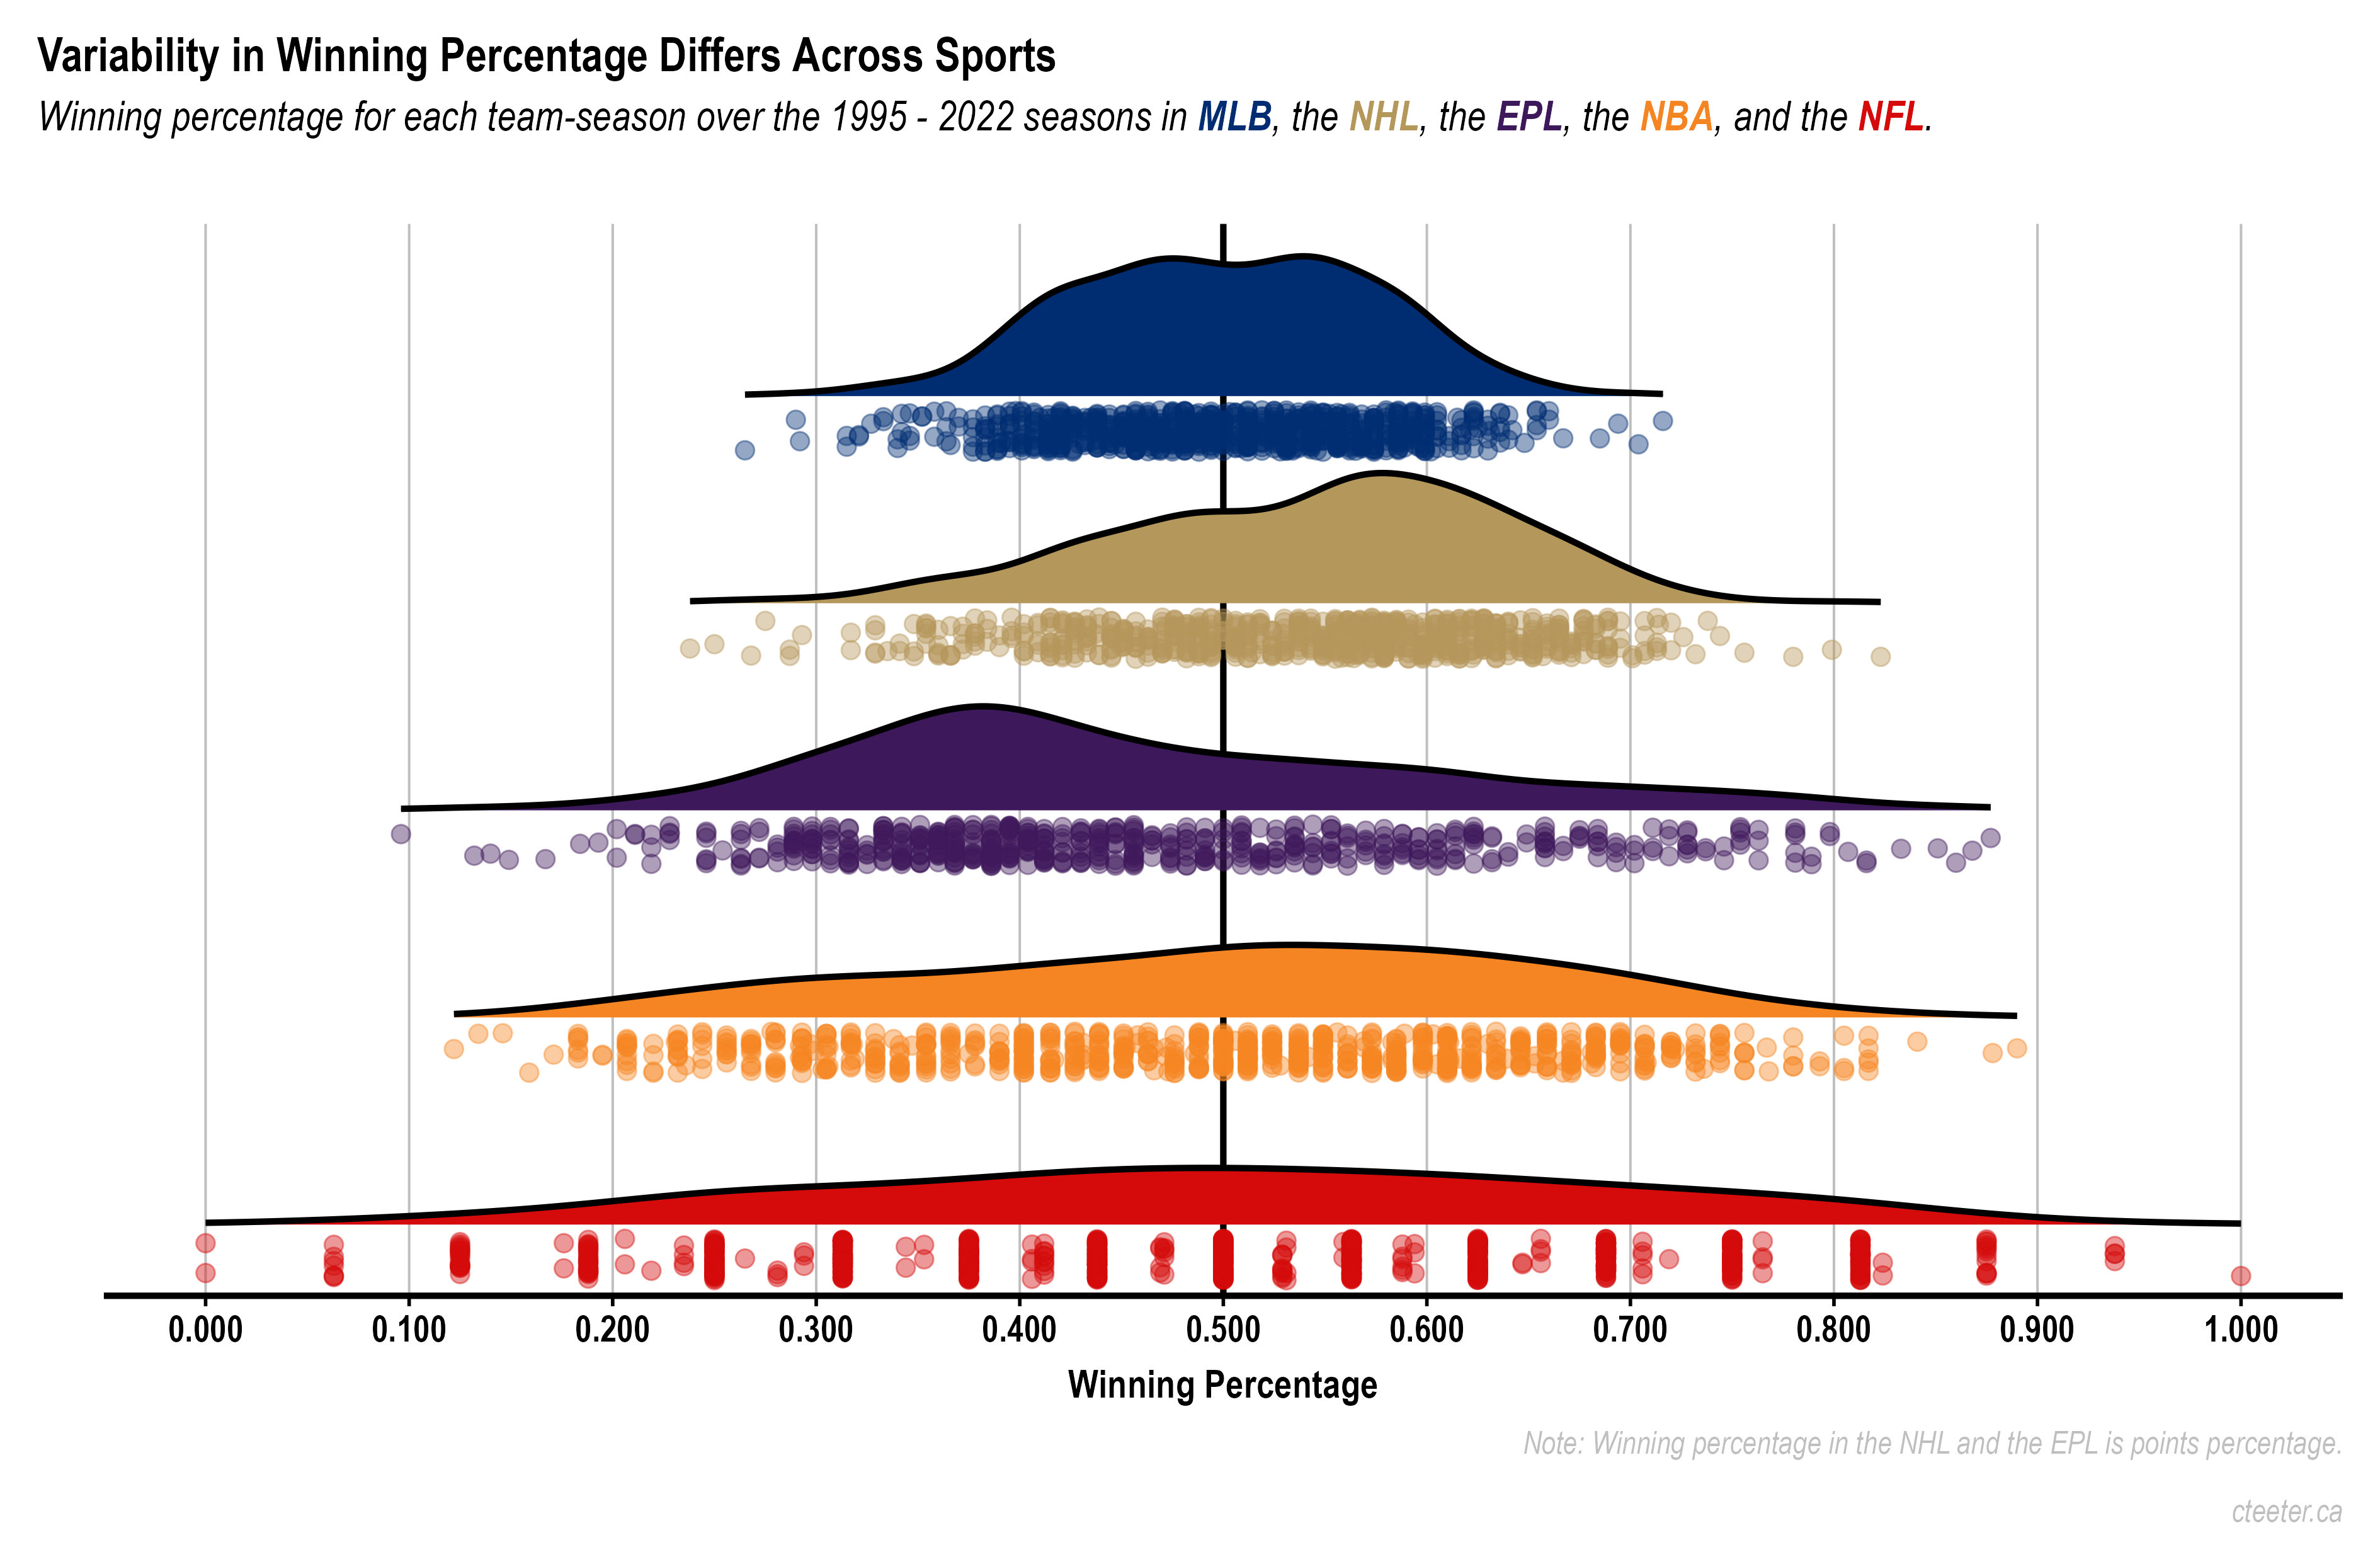 Variability in Winning Percentage Differs Across Sports
Winning percentage for each team-season over the 1995 - 2022 seasons in MLB, the NHL, the EPL, the NBA, and the NFL.
0.000 0.100 0.200 0.300 0.400 0.500 0.600 0.700 0.800 0.900 1.000
Winning Percentage
Note: Winning percentage in the NHL and the EPL is points percentage.
cteeter.ca